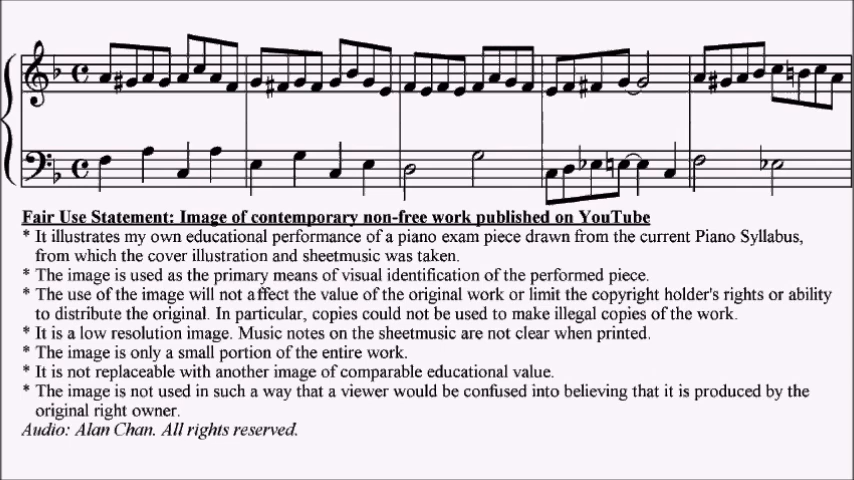 Fair Use Statement: Image of contemporary non-free work published on YouTube
* It illustrates my own educational performance of a piano exam piece drawn from the current Piano Syllabus,
from which the cover illustration and sheetmusic was taken.
* The image is used as the primary means of visual identification of the performed piece.
* The use of the image will not affect the value of the original work or limit the copyright holder's rights or ability
to distribute the original. In particular, copies could not be used to make illegal copies of the work.
* It is a low resolution image. Music notes on the sheetmusic are not clear when printed.
* The image is only a small portion of the entire work.
* It is not replaceable with another image of comparable educational value.
* The image is not used in such a way that a viewer would be confused into believing that it is produced by the
original right owner.
Audio: Alan Chan. All rights reserved.